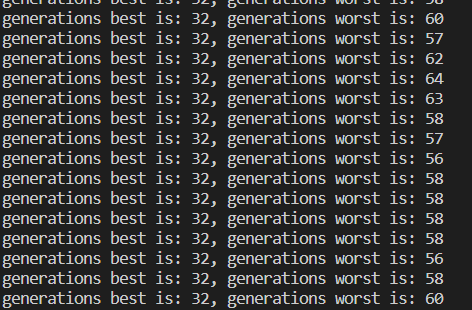 generations best is: 32, generations worst is: 58
generations best is: 32, generations worst is: 60
generations best is: 32, generations worst is: 57
generations best is: 32, generations worst is: 62
generations best is: 32, generations worst is: 64
generations best is: 32, generations worst is: 63
generations best is: 32, generations worst is: 58
generations best is: 32, generations worst is: 57
generations best is: 32, generations worst is: 56
generations best is: 32, generations worst is: 58
generations best is: 32, generations worst is: 58
generations best is: 32, generations worst is: 58
generations best is: 32, generations worst is: 58
generations best is: 32, generations worst is: 56
generations best is: 32, generations worst is: 58
generations best is: 32, generations worst is: 60